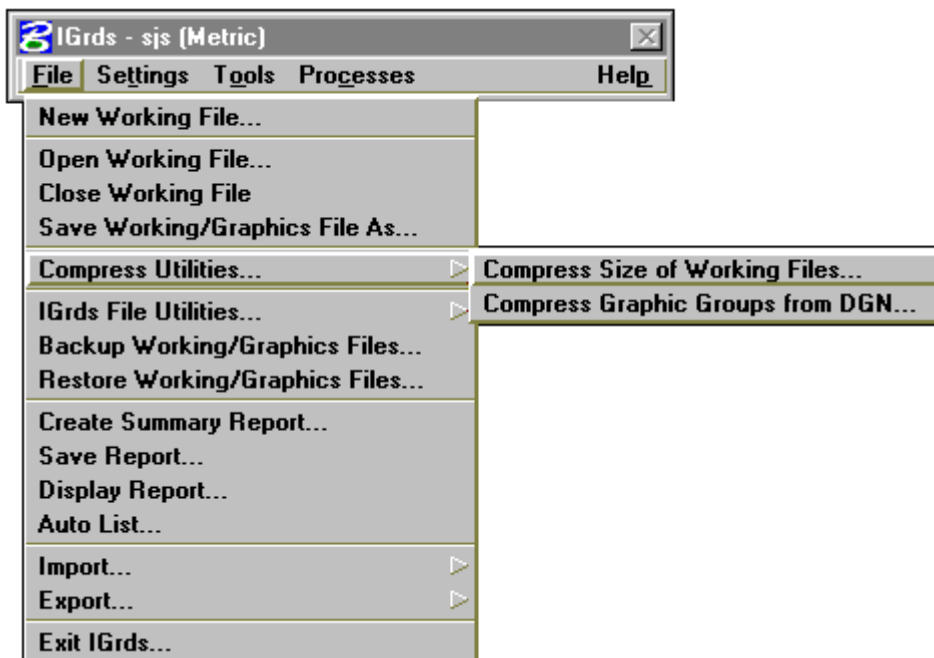 IGrds - sjs (Metric)
File Settings Tools Processes Help
New Working File...
Open Working File...
Close Working File
Save Working/Graphics File As...
Compress Utilities...
Compress Size of Working Files...
Compress Graphic Groups from DGN...
IGrds File Utilities...
Backup Working/Graphics Files...
Restore Working/Graphics Files...
Create Summary Report...
Save Report...
Display Report...
Auto List...
Import...
Export...
Exit IGrds...